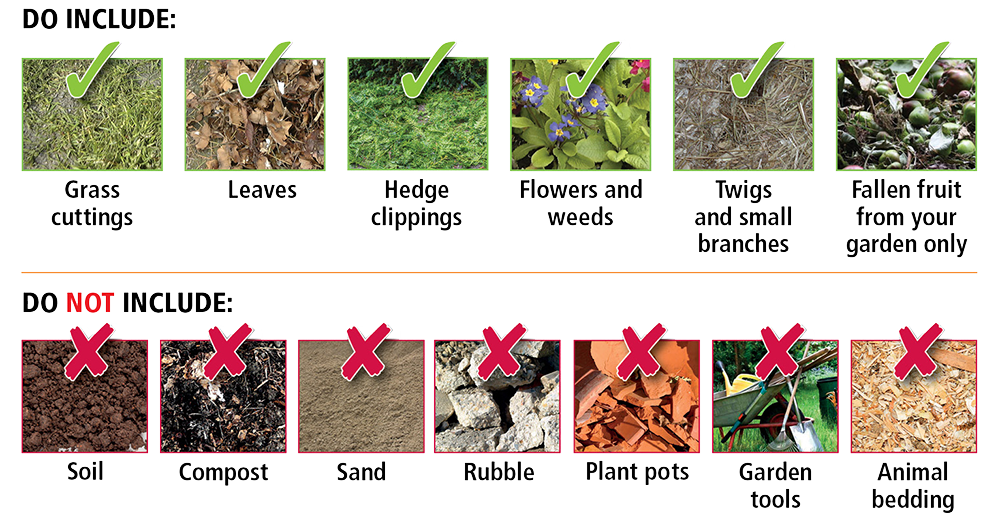 DO INCLUDE:
Grass
cuttings
Leaves
Hedge
clippings
Flowers and
weeds
Twigs
and small
branches
Fallen fruit
from your
garden only
DO NOT INCLUDE:
Soil
Compost
Sand
Rubble
Plant pots
Garden
tools
Animal
bedding